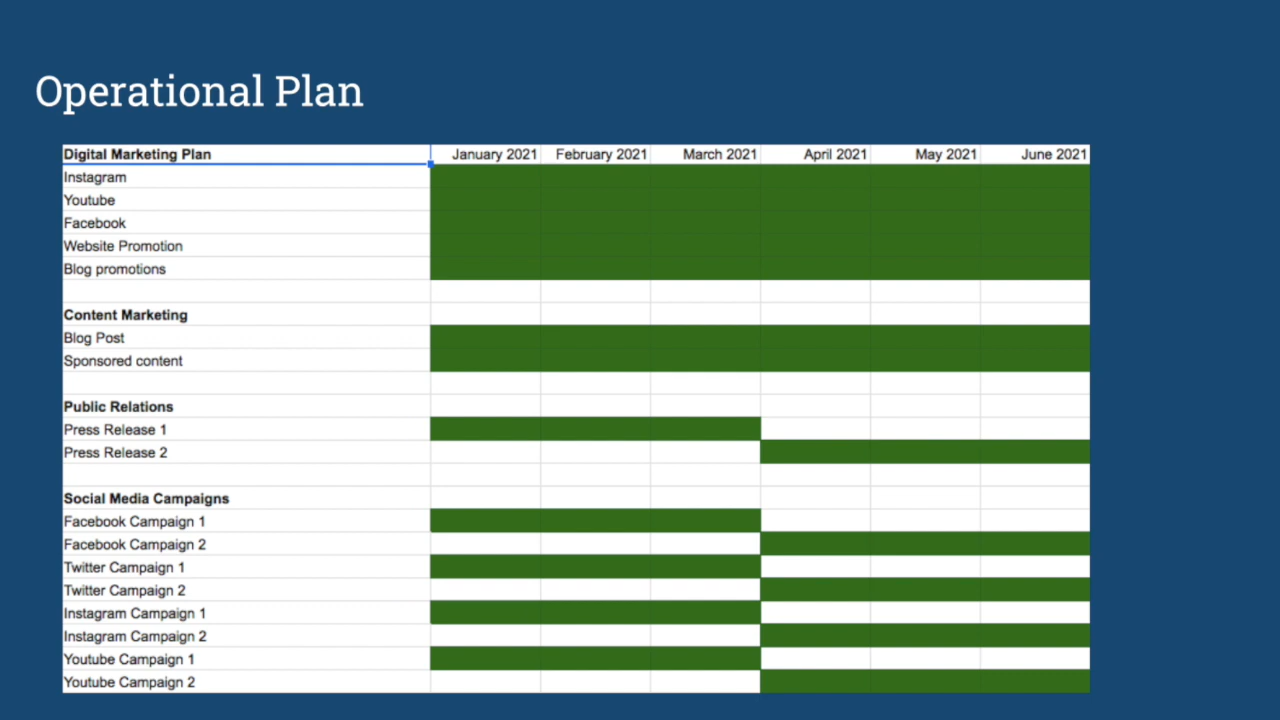 Operational Plan
Digital Marketing Plan January 2021 February 2021 March 2021 April 2021 May 2021 June 2021
Instagram
Youtube
Facebook
Website Promotion
Blog promotions
Content Marketing
Blog Post
Sponsored content
Public Relations
Press Release 1
Press Release 2
Social Media Campaigns
Facebook Campaign 1
Facebook Campaign 2
Twitter Campaign 1
Twitter Campaign 2
Instagram Campaign 1
Instagram Campaign 2
Youtube Campaign 1
Youtube Campaign 2